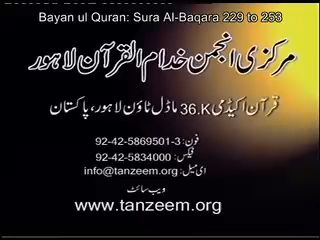 Bayan ul Quran: Sura Al-Baqara 229 to 253
مرکزی انجمن خدام القرآن لاہور
قرآن اکیڈمی 36.K ماڈل ٹاؤن لاہور، پاکستان
فون: 92-42-5869501-3
فیکس: 92-42-5834000
ای میل: info@tanzeem.org
ویب سائٹ
www.tanzeem.org